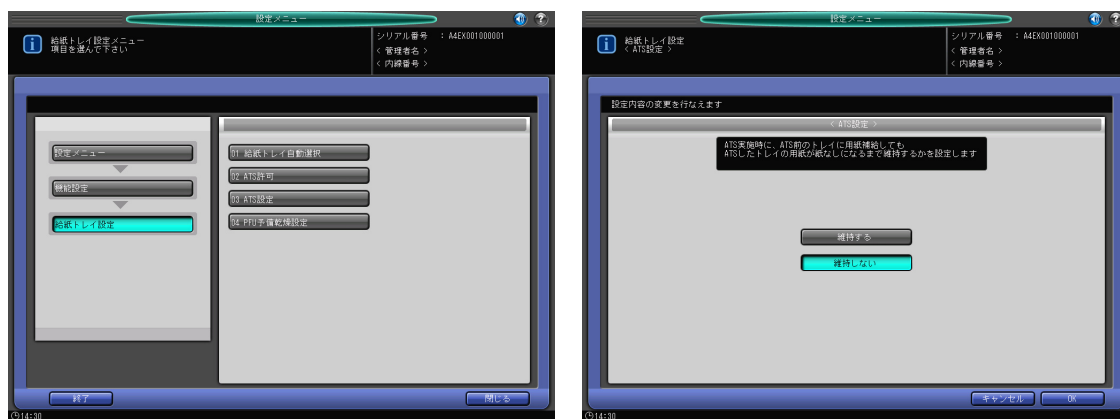 設定メニュー
給紙トレイ設定メニュー
項目を選んで下さい
シリアル番号 : A4EX001000001
< 管理者名 >
< 内線番号 >
設定メニュー
機能設定
給紙トレイ設定
01 給紙トレイ自動選択
02 ATS許可
03 ATS設定
04 PFU予備乾燥設定
終了
閉じる
14:30
設定メニュー
給紙トレイ設定
< ATS設定 >
シリアル番号 : A4EX001000001
< 管理者名 >
< 内線番号 >
設定内容の変更を行なえます
< ATS設定 >
ATS実施時に、ATS前のトレイに用紙補給しても
ATSしたトレイの用紙が紙なしになるまで維持するかを設定します
維持する
維持しない
キャンセル
OK
14:30